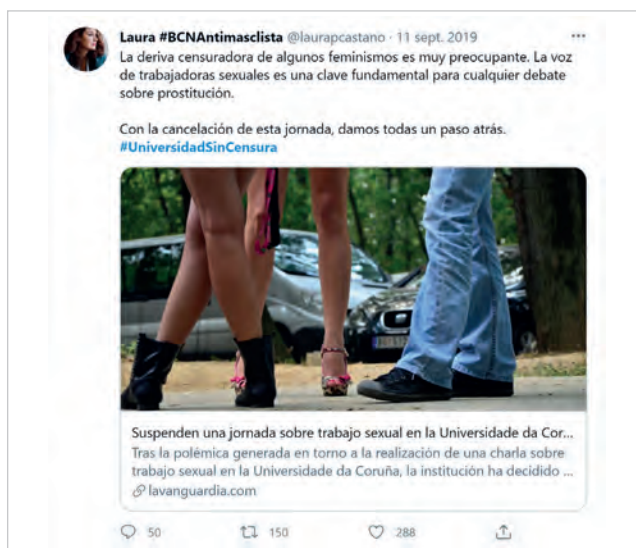 Laura #BCNAntimasclista @laurapcastano · 11 sept. 2019 ...
La deriva censuradora de algunos feminismos es muy preocupante. La voz
de trabajadoras sexuales es una clave fundamental para cualquier debate
sobre prostitución.
Con la cancelación de esta jornada, damos todas un paso atrás.
#UniversidadSinCensura
Suspenden una jornada sobre trabajo sexual en la Universidade da Cor...
Tras la polémica generada en torno a la realización de una charla sobre
trabajo sexual en la Universidade da Coruña, la institución ha decidido ...
lavanguardia.com
50 150 288